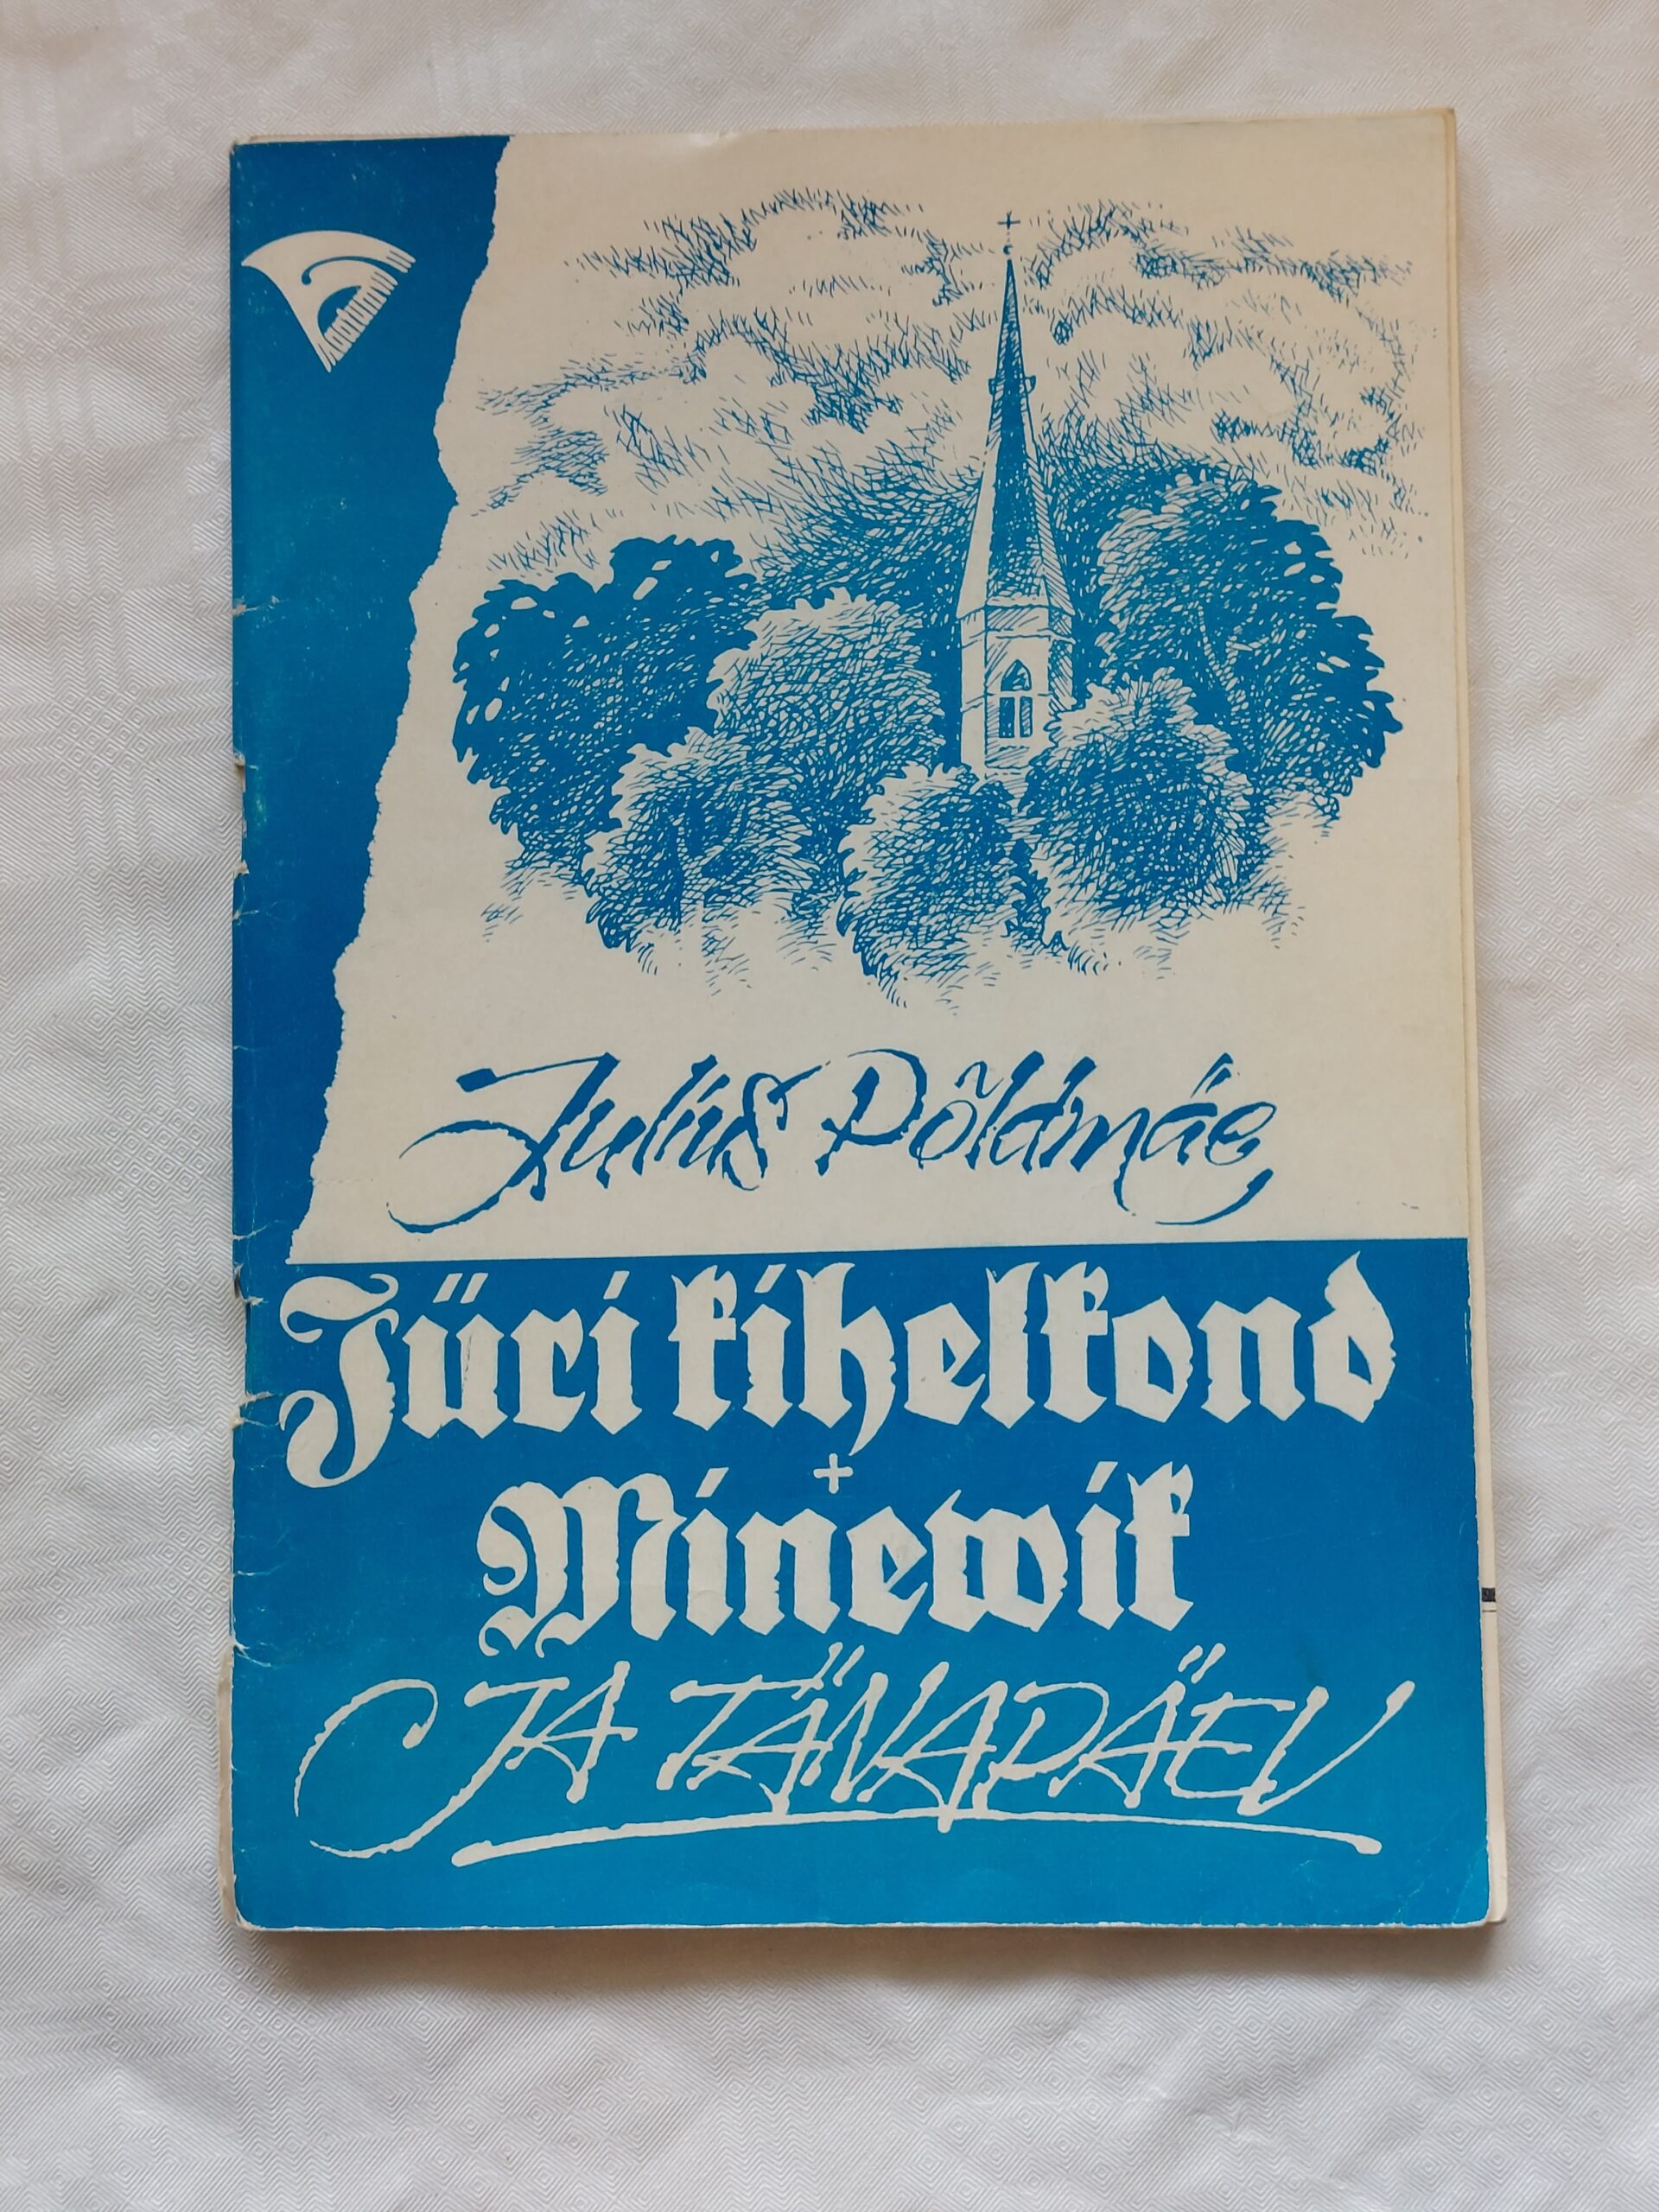 Julius Põldmäe
Jüri kihelkond
+
Minewik
JA TÄNAPÄEV